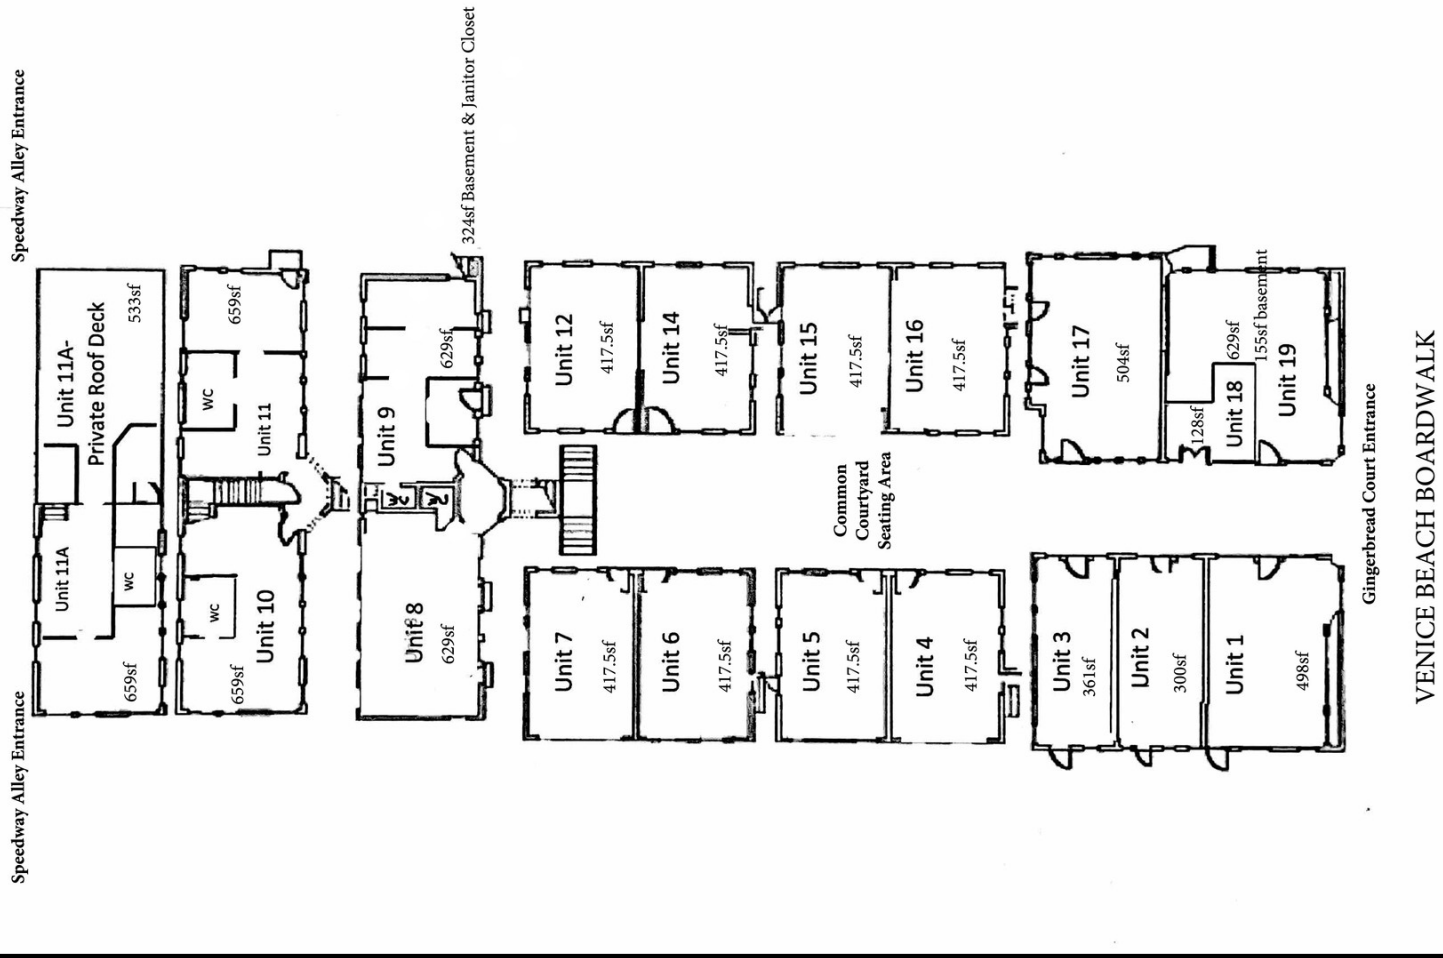 Speedway Alley Entrance
Speedway Alley Entrance
Unit 11A-
Private Roof Deck
533sf
Unit 11A
wc
659sf
659sf
wc
Unit 11
wc
Unit 10
659sf
324sf Basement & Janitor Closet
629sf
Unit 9
WC
WC
Unit 8
629sf
Unit 12
417.5sf
Unit 14
417.5sf
Unit 15
417.5sf
Unit 16
417.5sf
Common
Courtyard
Seating Area
Unit 7
417.5sf
Unit 6
417.5sf
Unit 5
417.5sf
Unit 4
417.5sf
Unit 17
504sf
128sf
Unit 18
629sf
155sf basement
Unit 19
Unit 3
361sf
Unit 2
300sf
Unit 1
498sf
Gingerbread Court Entrance
VENICE BEACH BOARDWALK